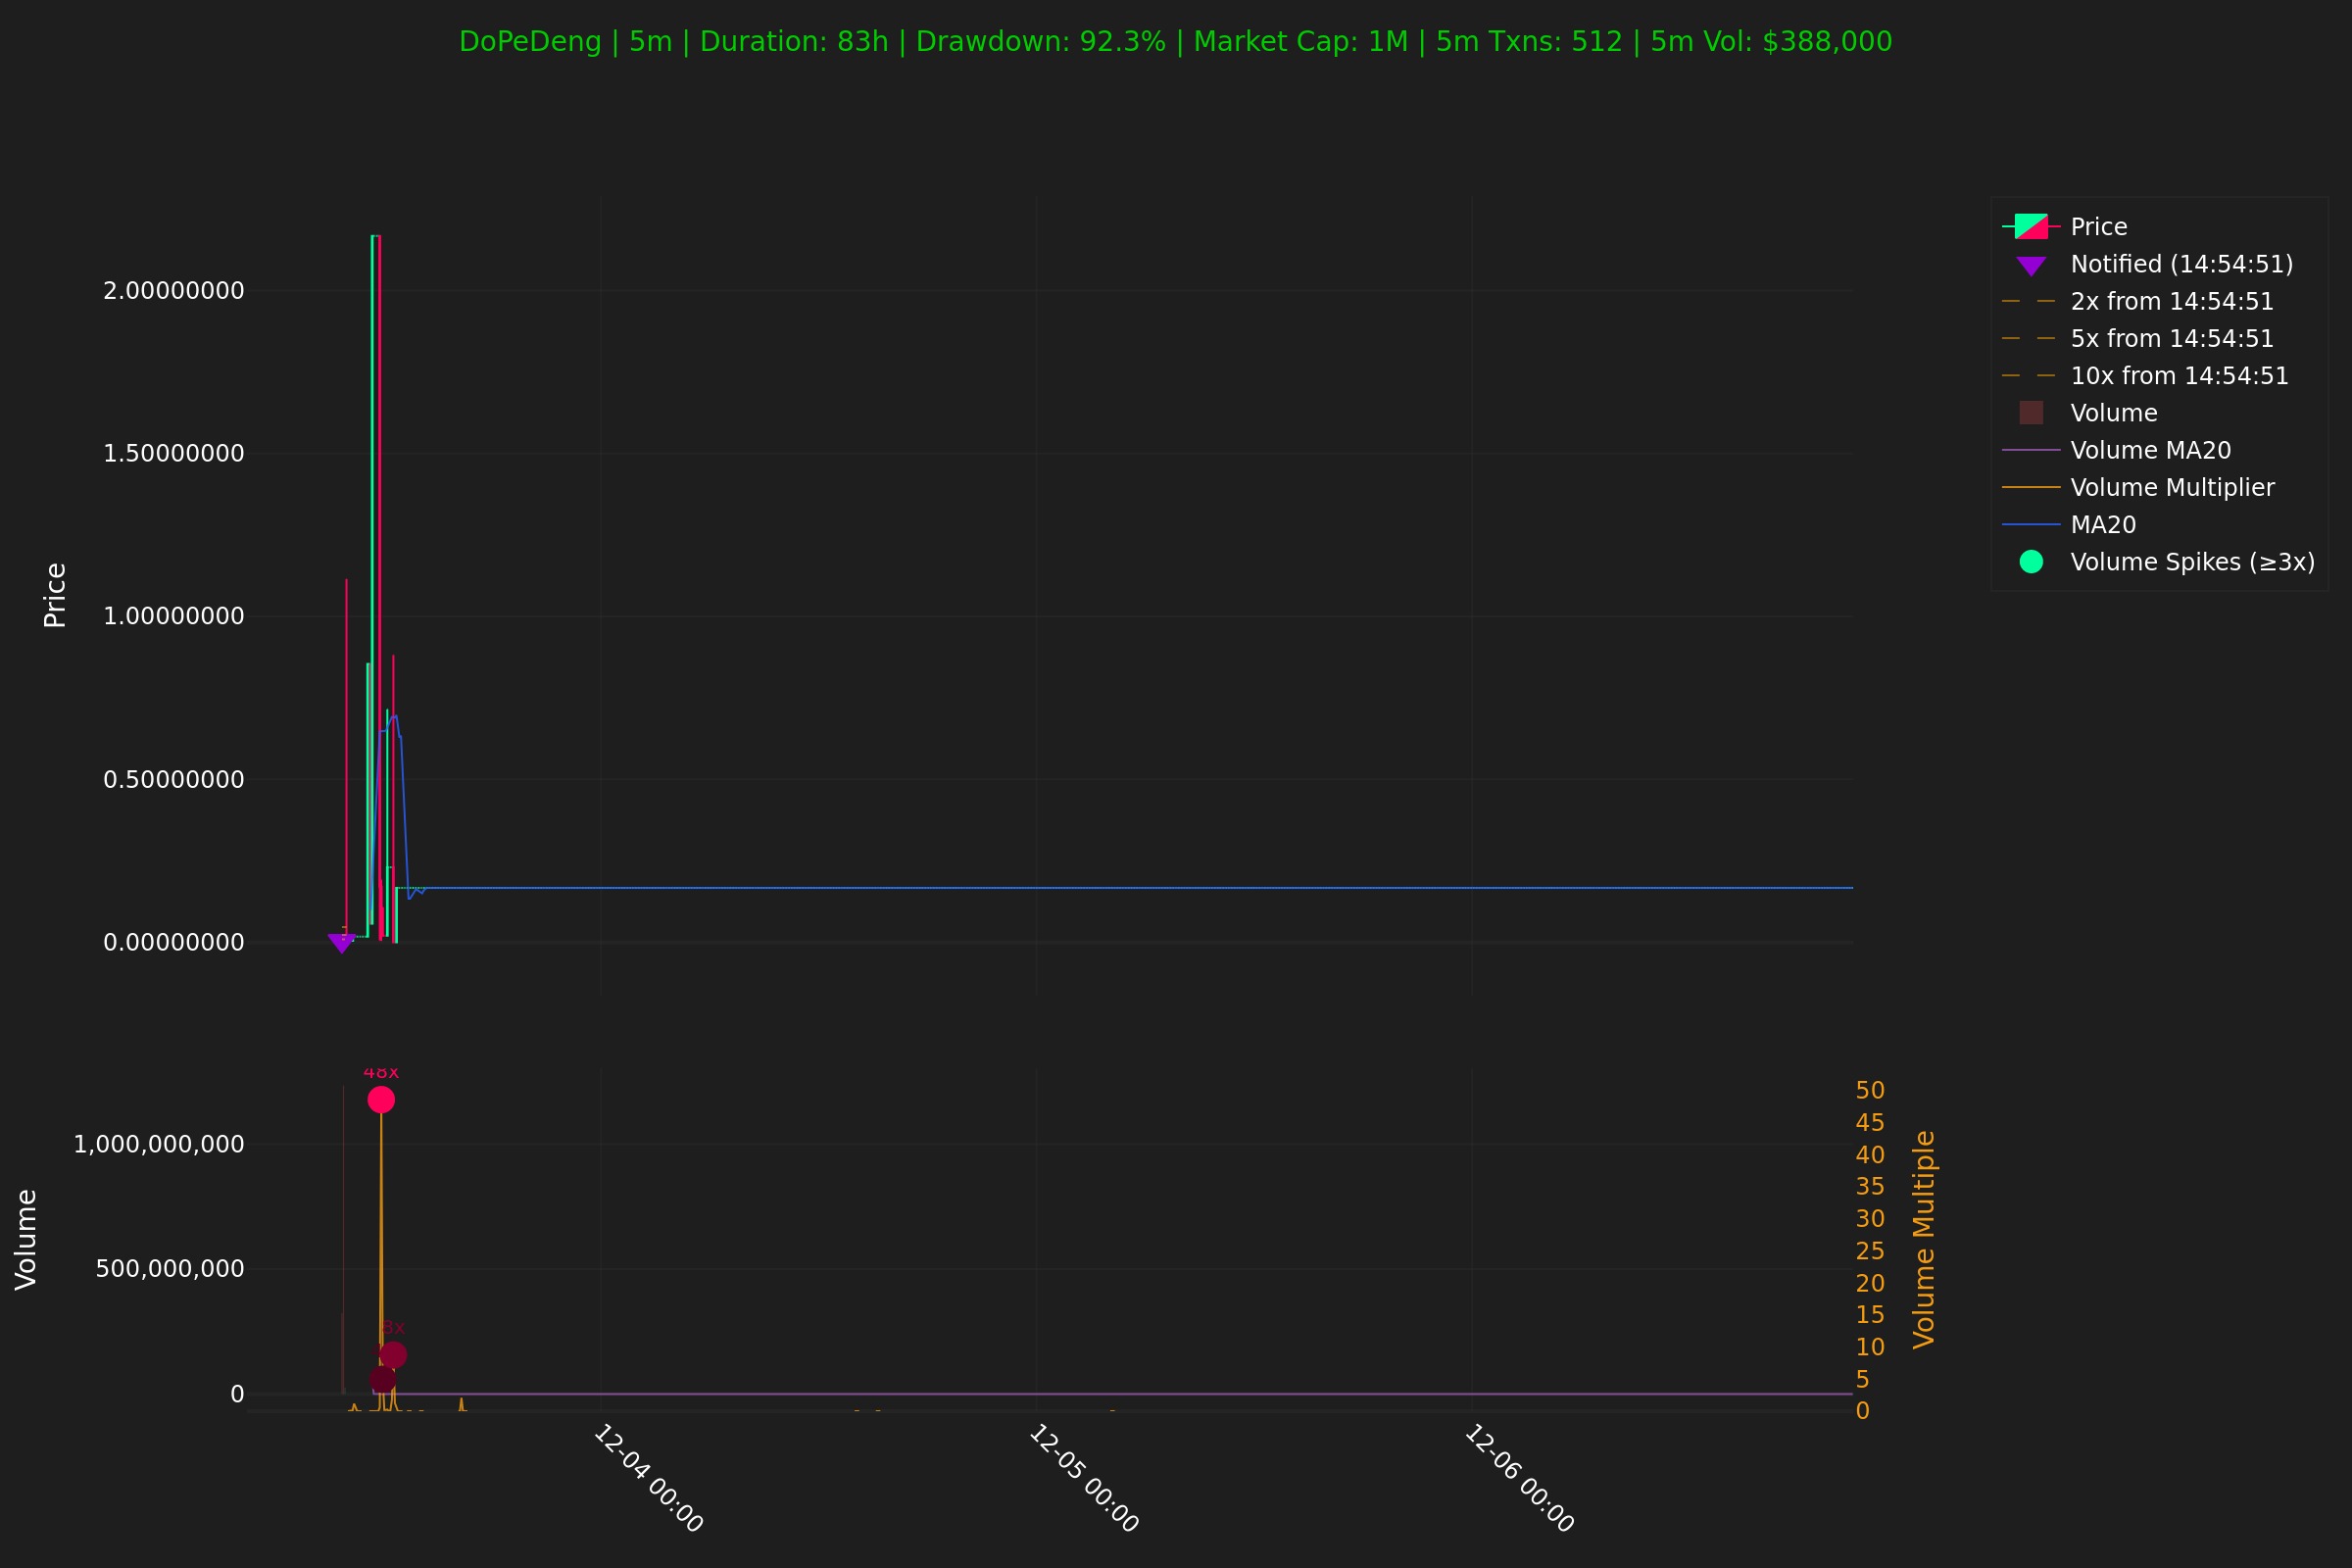 DoPeDeng | 5m | Duration: 83h | Drawdown: 92.3% | Market Cap: 1M | 5m Txns: 512 | 5m Vol: $388,000
Price
2.00000000
1.50000000
1.00000000
0.50000000
0.00000000
Price
Notified (14:54:51)
2x from 14:54:51
5x from 14:54:51
10x from 14:54:51
Volume
Volume MA20
Volume Multiplier
MA20
Volume Spikes (≥3x)
Volume
1,000,000,000
500,000,000
0
48x
8x
50
45
40
35
30
25
20
15
10
5
0
Volume Multiple
12-04 00:00
12-05 00:00
12-06 00:00